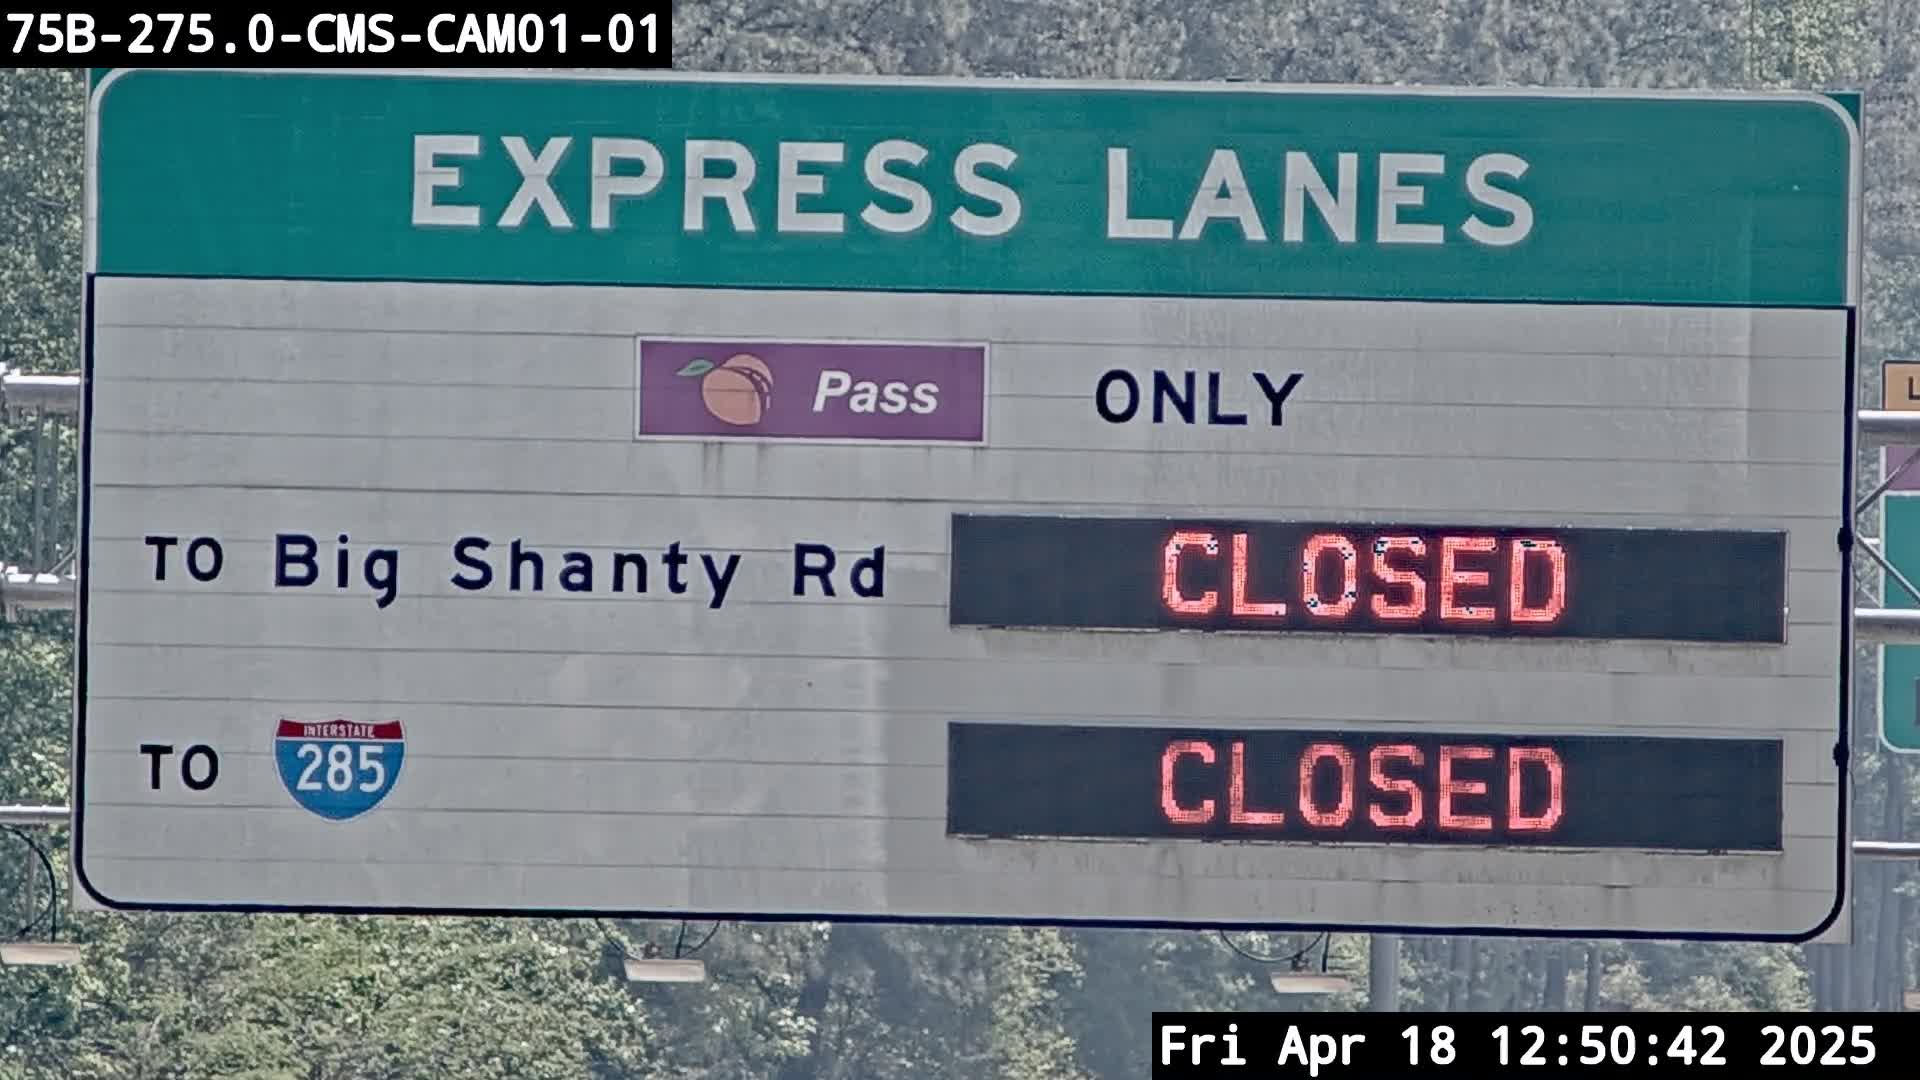 75B-275.0-CMS-CAM01-01
EXPRESS LANES
Pass ONLY
TO Big Shanty Rd CLOSED
TO INTERSTATE 285 CLOSED
Fri Apr 18 12:50:42 2025